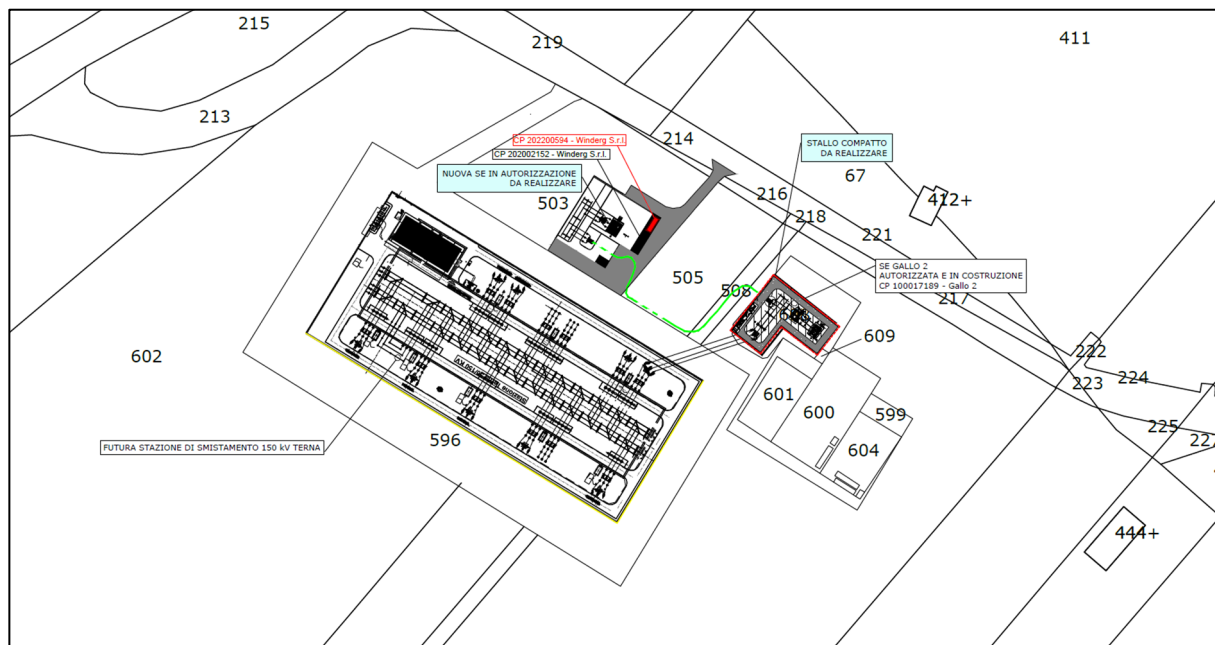 215
219
411
213
214
CP 202200594 - Winderg S.r.l.
CP 202002152 - Winderg S.r.l.
NUOVA SE IN AUTORIZZAZIONE
DA REALIZZARE
STALLO COMPATTO
DA REALIZZARE
67
503
216
412+
218
221
505
508
SE GALLO 2
AUTORIZZATA E IN COSTRUZIONE
CP 100017189 - Gallo 2
217
609
602
222
223
224
601
600
599
225
227
596
604
FUTURA STAZIONE DI SMISTAMENTO 150 kV TERNA
444+